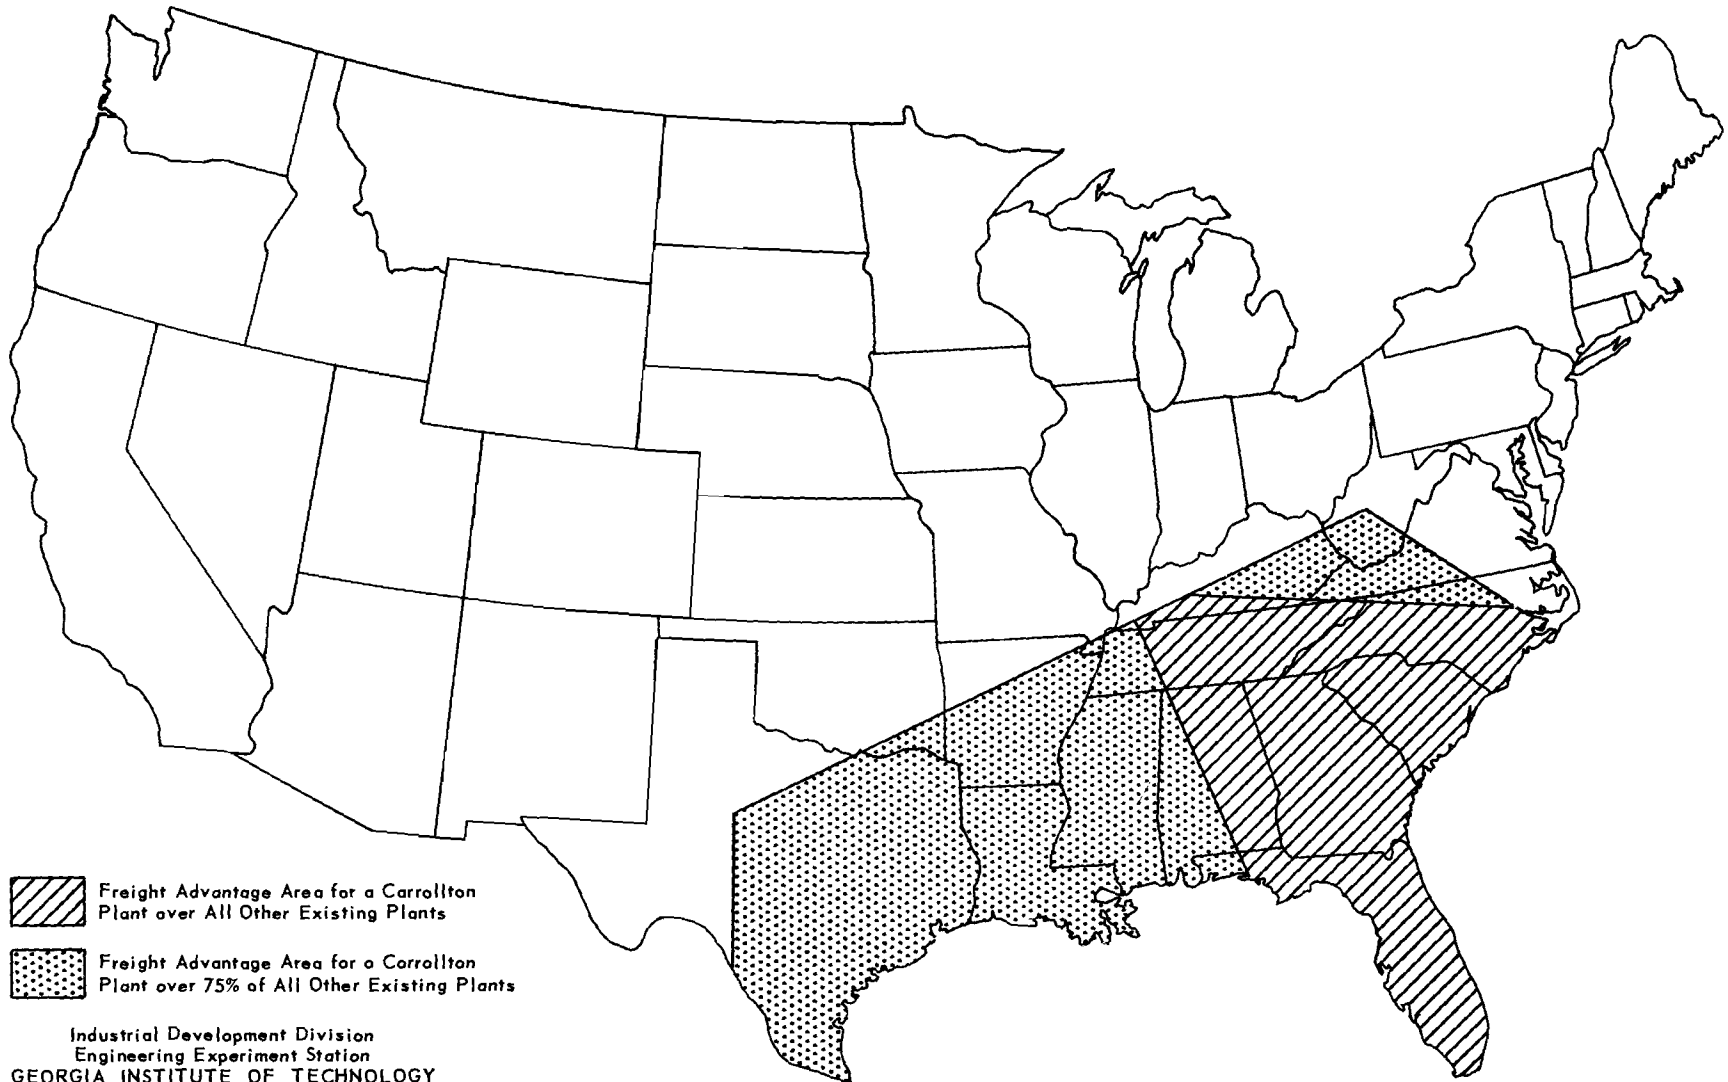 Freight Advantage Area for a Carrollton
Plant over All Other Existing Plants
Freight Advantage Area for a Carrollton
Plant over 75% of All Other Existing Plants
Industrial Development Division
Engineering Experiment Station
GEORGIA INSTITUTE OF TECHNOLOGY